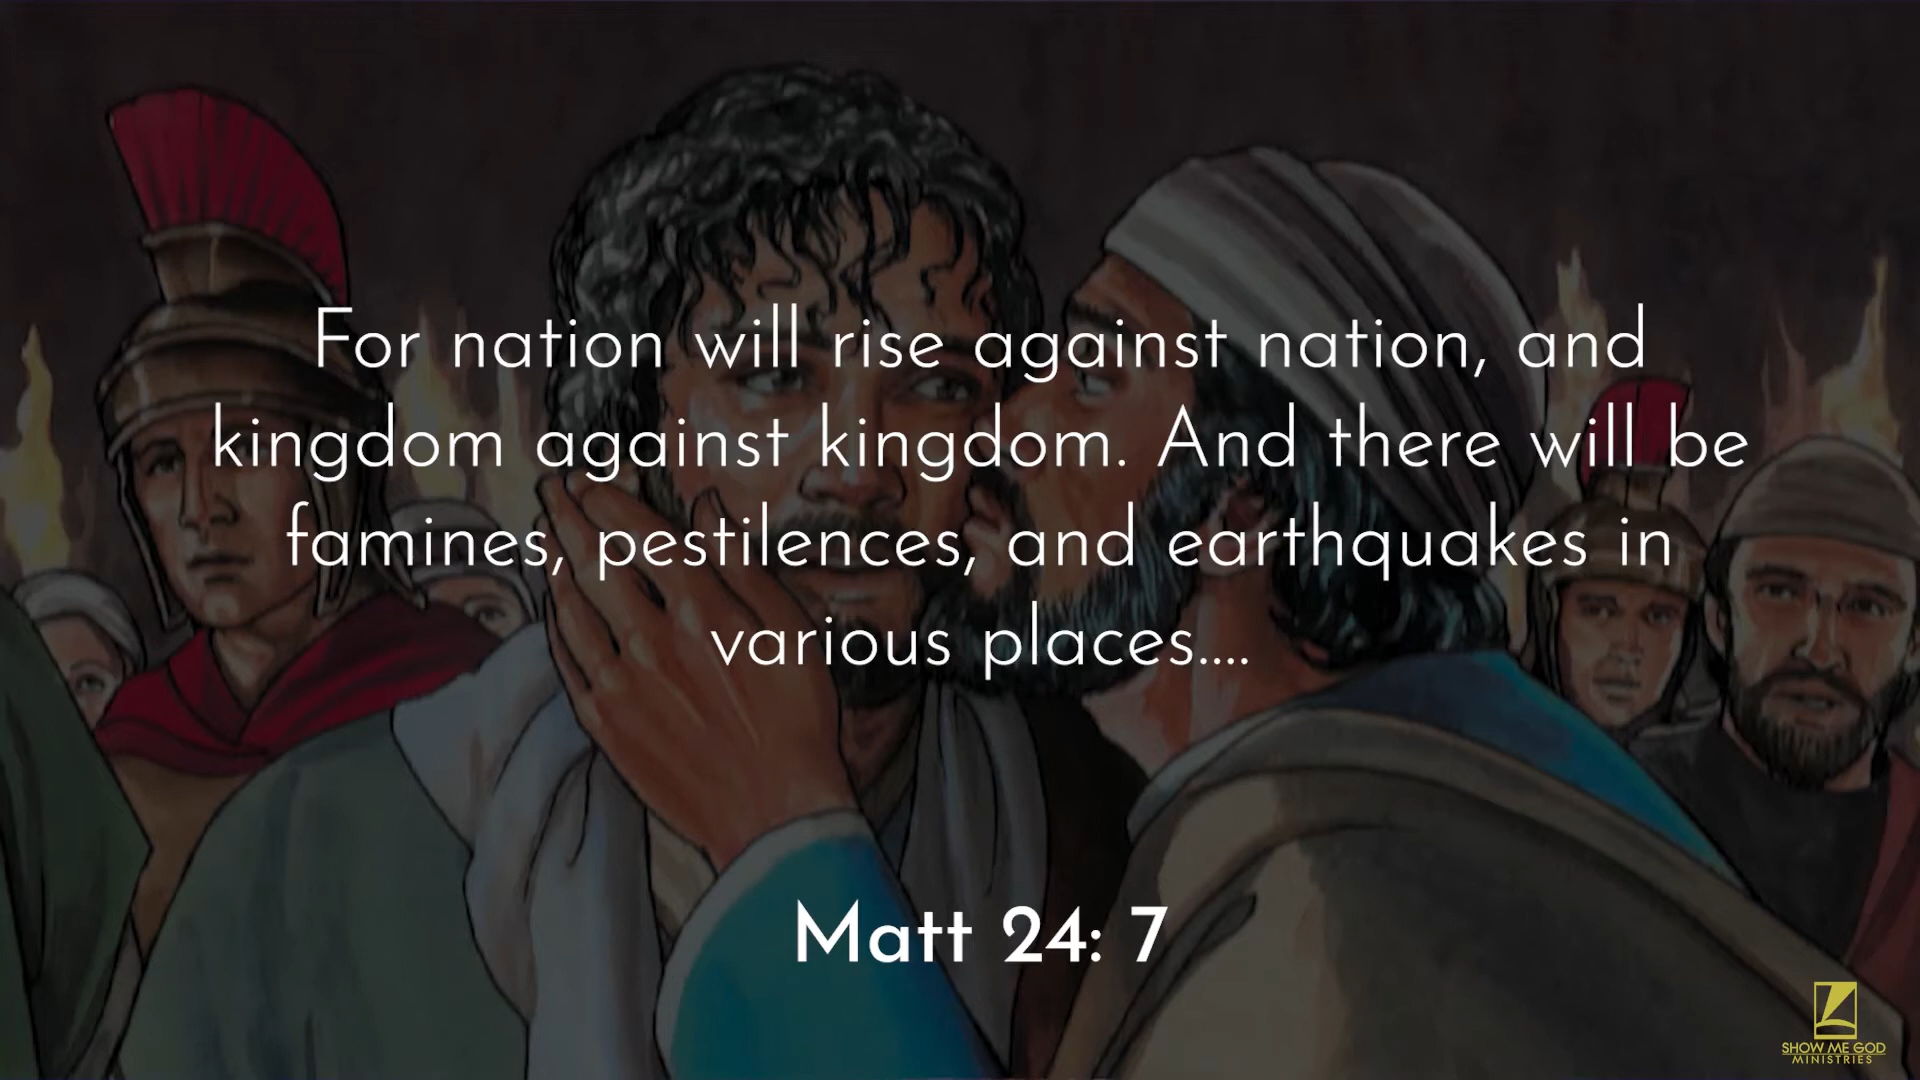 For nation will rise against nation, and
kingdom against kingdom. And there will be
famines, pestilences, and earthquakes in
various places....
Matt 24: 7
SHOW ME GOD
MINISTRIES